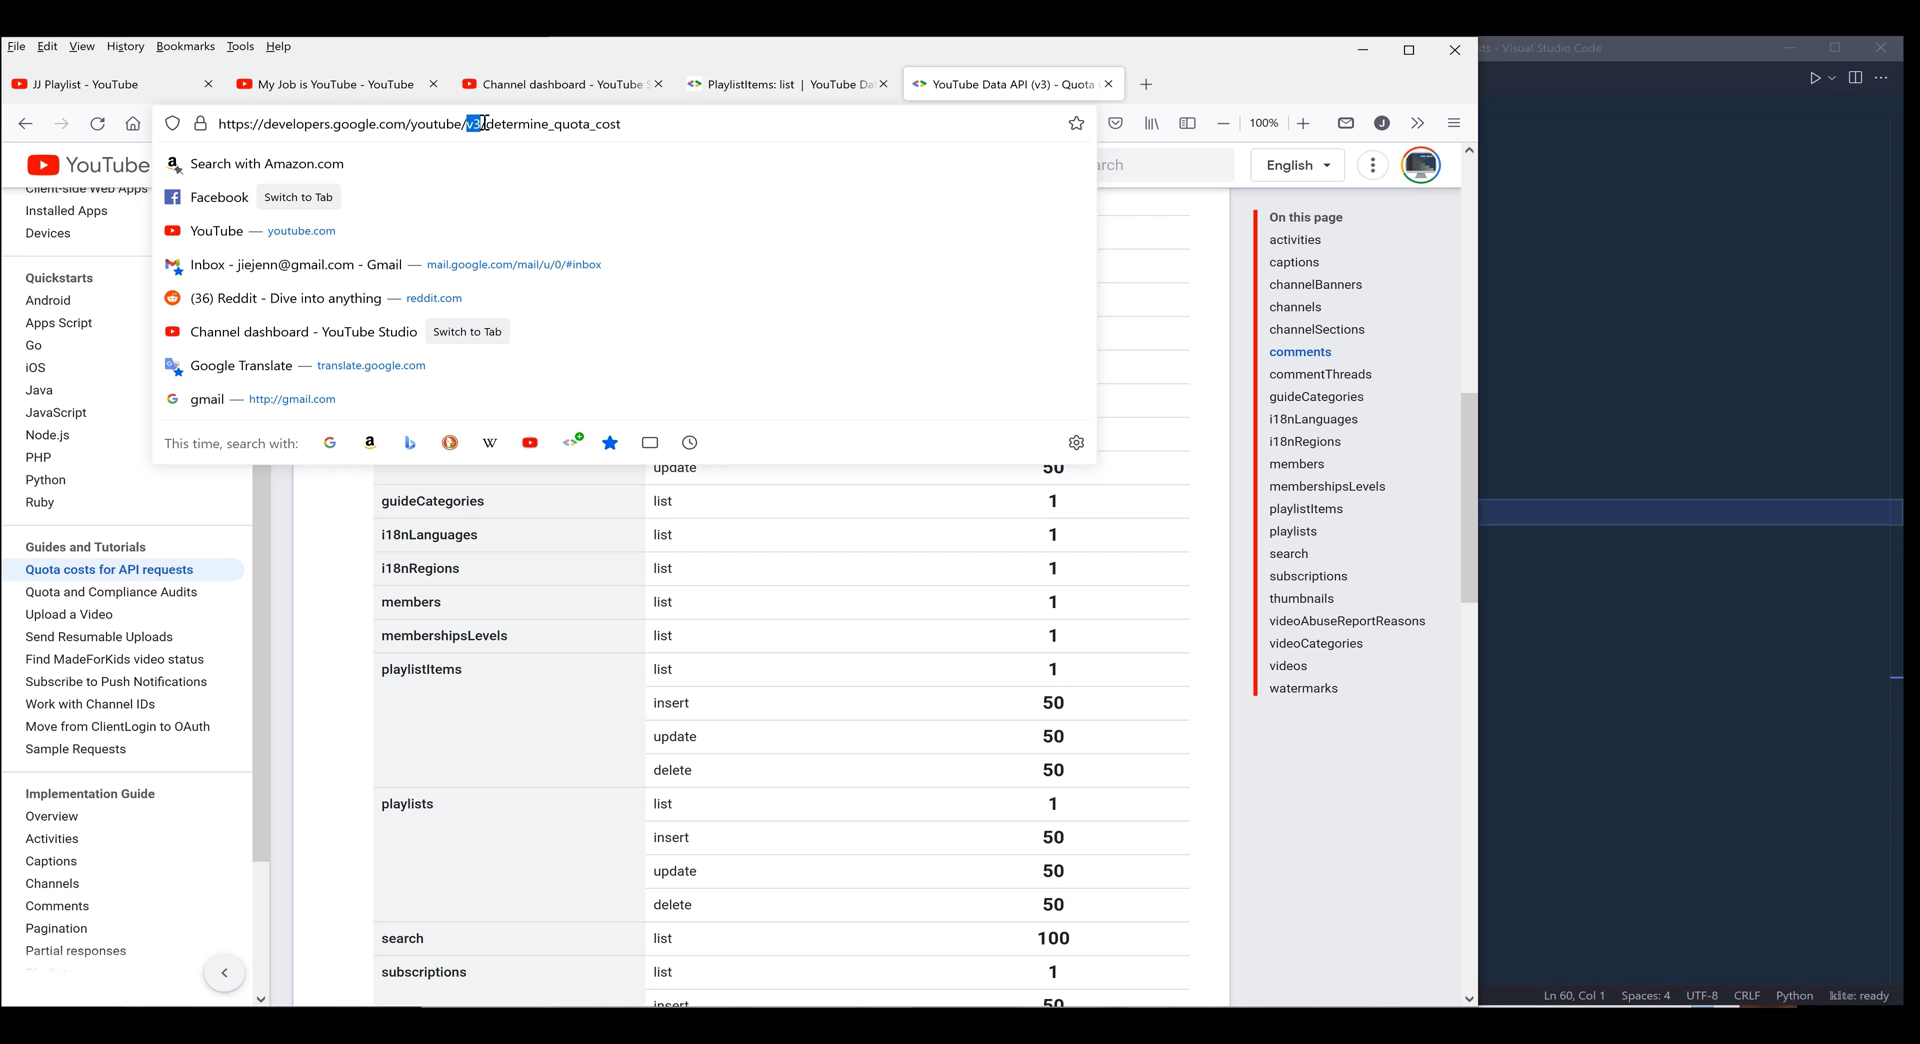 File Edit View History Bookmarks Tools Help
ts - Visual Studio Code
JJ Playlist - YouTube
My Job is YouTube - YouTube
Channel dashboard - YouTube S
PlaylistItems: list | YouTube Da
YouTube Data API (v3) - Quota
https://developers.google.com/youtube/v3/determine_quota_cost
100%
J
YouTube
arch
English
Search with Amazon.com
Facebook Switch to Tab
YouTube — youtube.com
Inbox - jiejenn@gmail.com - Gmail — mail.google.com/mail/u/0/#inbox
(36) Reddit - Dive into anything — reddit.com
Channel dashboard - YouTube Studio Switch to Tab
Google Translate — translate.google.com
gmail — http://gmail.com
This time, search with:
Client-side Web Apps
Installed Apps
Devices
Quickstarts
Android
Apps Script
Go
iOS
Java
JavaScript
Node.js
PHP
Python
Ruby
Guides and Tutorials
Quota costs for API requests
Quota and Compliance Audits
Upload a Video
Send Resumable Uploads
Find MadeForKids video status
Subscribe to Push Notifications
Work with Channel IDs
Move from ClientLogin to OAuth
Sample Requests
Implementation Guide
Overview
Activities
Captions
Channels
Comments
Pagination
Partial responses
update 50
guideCategories list 1
i18nLanguages list 1
i18nRegions list 1
members list 1
membershipsLevels list 1
playlistItems list 1
insert 50
update 50
delete 50
playlists list 1
insert 50
update 50
delete 50
search list 100
subscriptions list 1
insert 50
On this page
activities
captions
channelBanners
channels
channelSections
comments
commentThreads
guideCategories
i18nLanguages
i18nRegions
members
membershipsLevels
playlistItems
playlists
search
subscriptions
thumbnails
videoAbuseReportReasons
videoCategories
videos
watermarks
Ln 60, Col 1 Spaces: 4 UTF-8 CRLF Python kite: ready